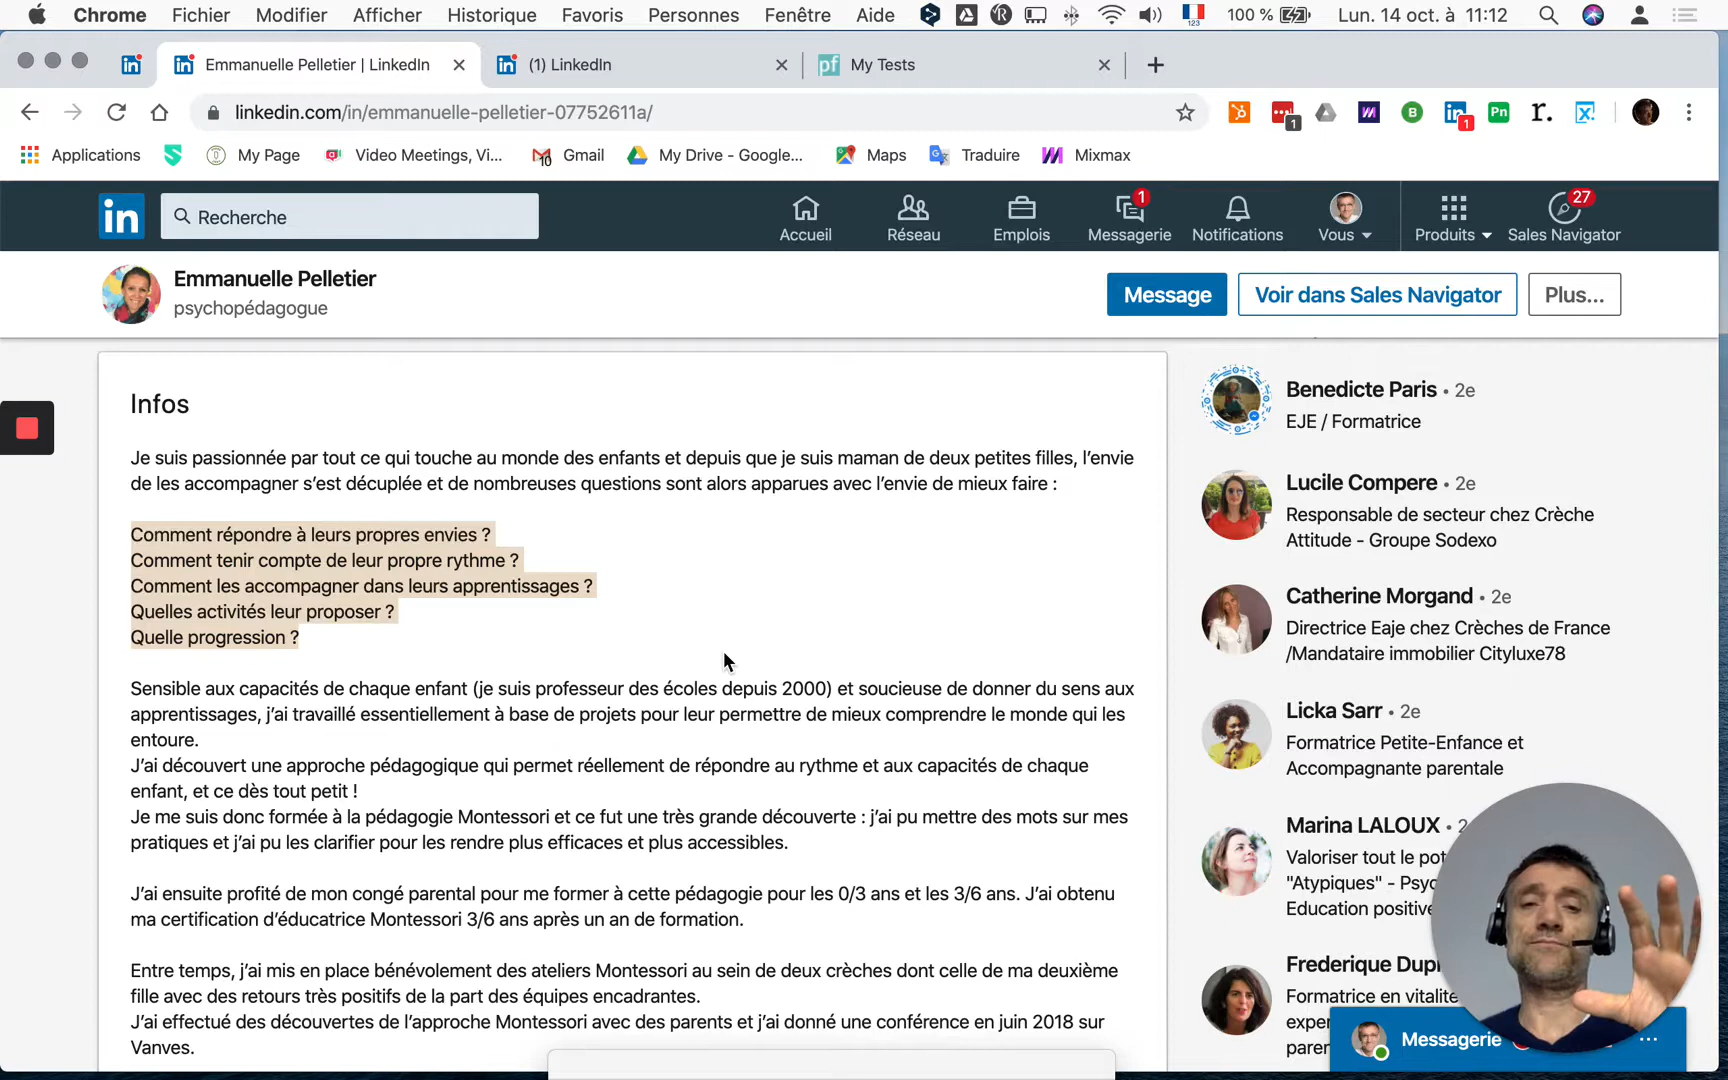 Chrome Fichier Modifier Afficher Historique Favoris Personnes Fenêtre Aide 100 % Lun. 14 oct. à 11:12
Emmanuelle Pelletier | LinkedIn
(1) LinkedIn
My Tests
linkedin.com/in/emmanuelle-pelletier-07752611a/
Applications My Page Video Meetings, Vi... Gmail My Drive - Google... Maps Traduire Mixmax
in Recherche
Accueil Réseau Emplois Messagerie 1 Notifications Vous Produits Sales Navigator 27
Emmanuelle Pelletier
psychopédagogue
Message Voir dans Sales Navigator Plus...
Infos
Je suis passionnée par tout ce qui touche au monde des enfants et depuis que je suis maman de deux petites filles, l'envie
de les accompagner s'est décuplée et de nombreuses questions sont alors apparues avec l'envie de mieux faire :
Comment répondre à leurs propres envies ?
Comment tenir compte de leur propre rythme ?
Comment les accompagner dans leurs apprentissages ?
Quelles activités leur proposer ?
Quelle progression ?
Sensible aux capacités de chaque enfant (je suis professeur des écoles depuis 2000) et soucieuse de donner du sens aux
apprentissages, j'ai travaillé essentiellement à base de projets pour leur permettre de mieux comprendre le monde qui les
entoure.
J'ai découvert une approche pédagogique qui permet réellement de répondre au rythme et aux capacités de chaque
enfant, et ce dès tout petit !
Je me suis donc formée à la pédagogie Montessori et ce fut une très grande découverte : j'ai pu mettre des mots sur mes
pratiques et j'ai pu les clarifier pour les rendre plus efficaces et plus accessibles.
J'ai ensuite profité de mon congé parental pour me former à cette pédagogie pour les 0/3 ans et les 3/6 ans. J'ai obtenu
ma certification d'éducatrice Montessori 3/6 ans après un an de formation.
Entre temps, j'ai mis en place bénévolement des ateliers Montessori au sein de deux crèches dont celle de ma deuxième
fille avec des retours très positifs de la part des équipes encadrantes.
J'ai effectué des découvertes de l'approche Montessori avec des parents et j'ai donné une conférence en juin 2018 sur
Vanves.
Benedicte Paris • 2e
EJE / Formatrice
Lucile Compere • 2e
Responsable de secteur chez Crèche
Attitude - Groupe Sodexo
Catherine Morgand • 2e
Directrice Eaje chez Crèches de France
/Mandataire immobilier Cityluxe78
Licka Sarr • 2e
Formatrice Petite-Enfance et
Accompagnante parentale
Marina LALOUX • 2
Valoriser tout le pot
"Atypiques" - Psyc
Education positive
Frederique Dup
Formatrice en vitalité
exper
paren
Messagerie